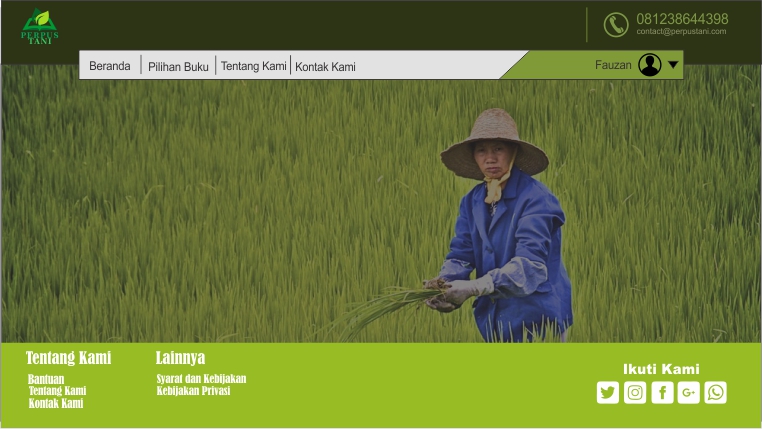 PERPUS
TANI
081238644398
contact@perpustani.com
Beranda
Pilihan Buku
Tentang Kami
Kontak Kami
Fauzan
Tentang Kami
Bantuan
Tentang Kami
Kontak Kami
Lainnya
Syarat dan Kebijakan
Kebijakan Privasi
Ikuti Kami
G+